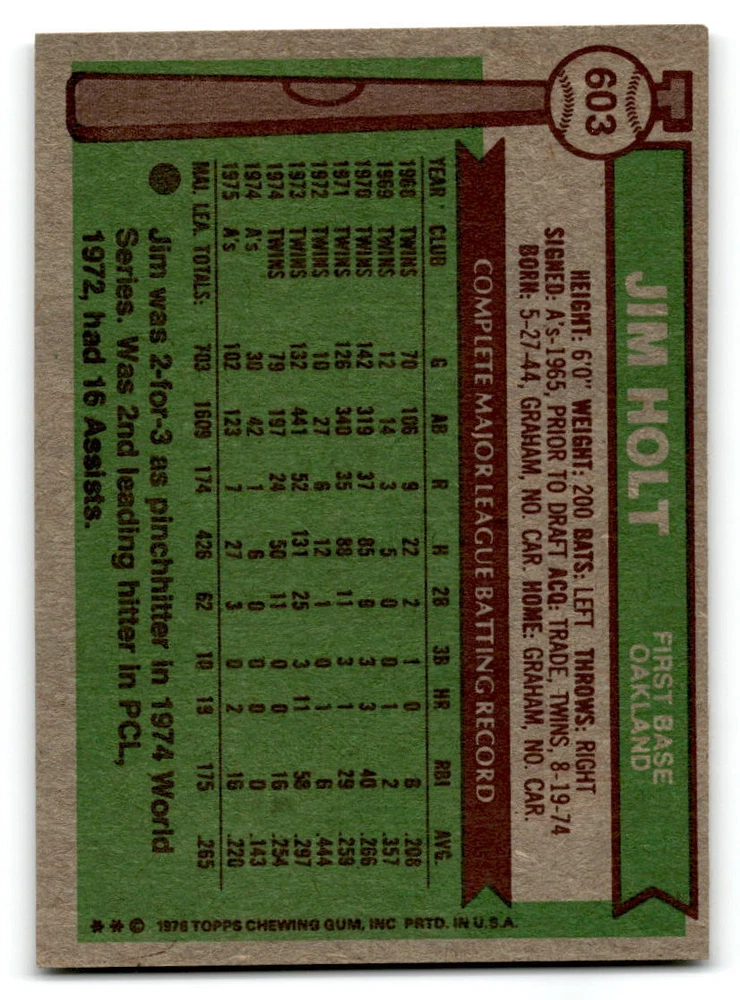 603
JIM HOLT
FIRST BASE
OAKLAND
HEIGHT: 6'0" WEIGHT: 200 BATS: LEFT THROWS: RIGHT
SIGNED: A's-1965, PRIOR TO DRAFT ACQ: TRADE, TWINS, 8-19-74
BORN: 5-27-44, GRAHAM, NO. CAR. HOME: GRAHAM, NO. CAR.
COMPLETE MAJOR LEAGUE BATTING RECORD
YEAR CLUB G AB R H 2B 3B HR RBI AVG.
1968 TWINS 70 106 9 22 2 1 0 8 .208
1969 TWINS 12 14 3 5 0 0 1 2 .357
1970 TWINS 142 319 37 85 9 3 3 40 .266
1971 TWINS 126 340 35 88 11 3 1 29 .259
1972 TWINS 10 27 6 12 1 0 1 6 .444
1973 TWINS 132 441 52 131 25 3 11 58 .297
1974 TWINS 79 197 24 50 11 0 0 16 .254
1974 A's 30 42 1 6 0 0 0 0 .143
1975 A's 102 123 7 27 3 0 2 16 .220
MAJ. LEA. TOTALS: 703 1609 174 426 62 10 19 175 .265
Jim was 2-for-3 as pinchhitter in 1974 World
Series. Was 2nd leading hitter in PCL,
1972, had 16 Assists.
** © 1976 TOPPS CHEWING GUM, INC PRTD. IN U.S.A.